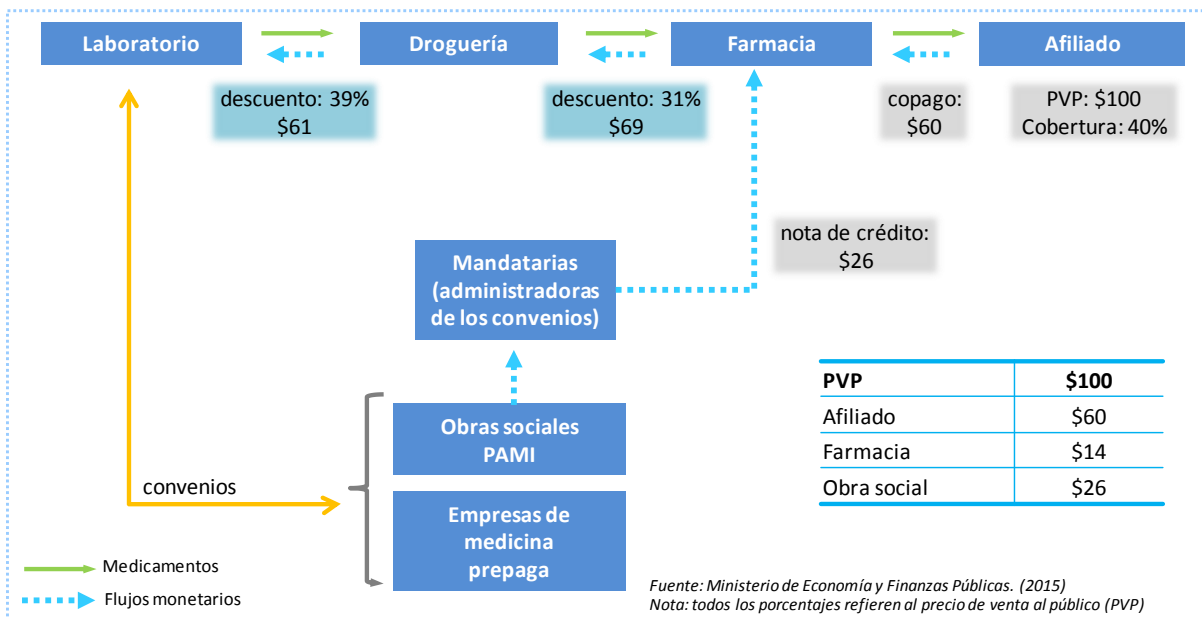 Laboratorio
Droguería
Farmacia
Afiliado
descuento: 39%
$61
descuento: 31%
$69
copago:
$60
PVP: $100
Cobertura: 40%
nota de crédito:
$26
Mandatarias
(administradoras
de los convenios)
Obras sociales
PAMI
convenios
Empresas de
medicina
prepaga
PVP $100
Afiliado $60
Farmacia $14
Obra social $26
Medicamentos
Flujos monetarios
Fuente: Ministerio de Economía y Finanzas Públicas. (2015)
Nota: todos los porcentajes refieren al precio de venta al público (PVP)